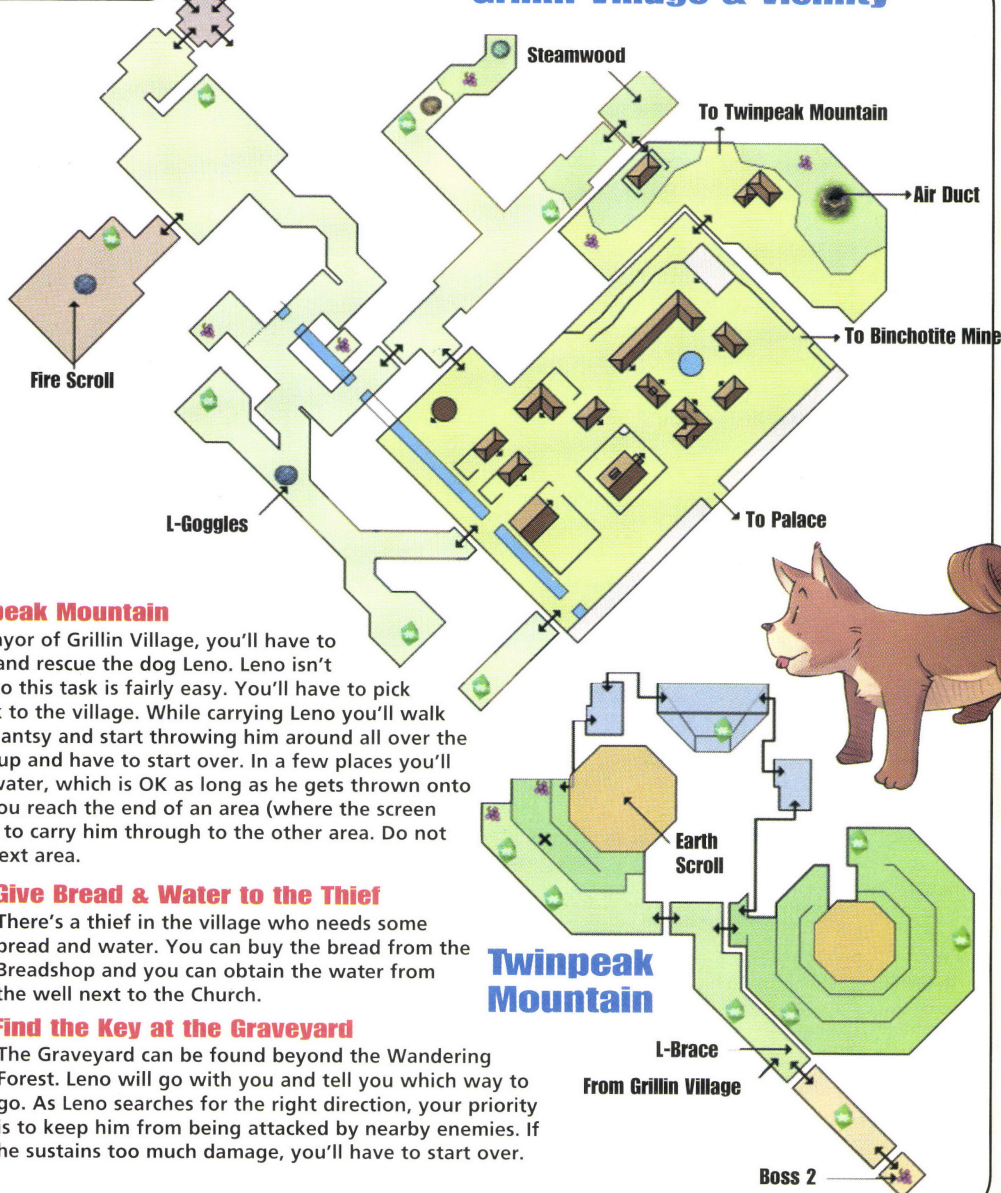 Grillin Village & Vicinity
Steamwood
To Twinpeak Mountain
Air Duct
To Binchotite Mine
Fire Scroll
L-Goggles
To Palace
peak Mountain
ayor of Grillin Village, you'll have to
and rescue the dog Leno. Leno isn't
o this task is fairly easy. You'll have to pick
to the village. While carrying Leno you'll walk
antsy and start throwing him around all over the
up and have to start over. In a few places you'll
water, which is OK as long as he gets thrown onto
ou reach the end of an area (where the screen
to carry him through to the other area. Do not
ext area.
Give Bread & Water to the Thief
There's a thief in the village who needs some
bread and water. You can buy the bread from the
Breadshop and you can obtain the water from
the well next to the Church.
Find the Key at the Graveyard
The Graveyard can be found beyond the Wandering
Forest. Leno will go with you and tell you which way to
go. As Leno searches for the right direction, your priority
is to keep him from being attacked by nearby enemies. If
he sustains too much damage, you'll have to start over.
Earth
Scroll
Twinpeak
Mountain
L-Brace
From Grillin Village
Boss 2